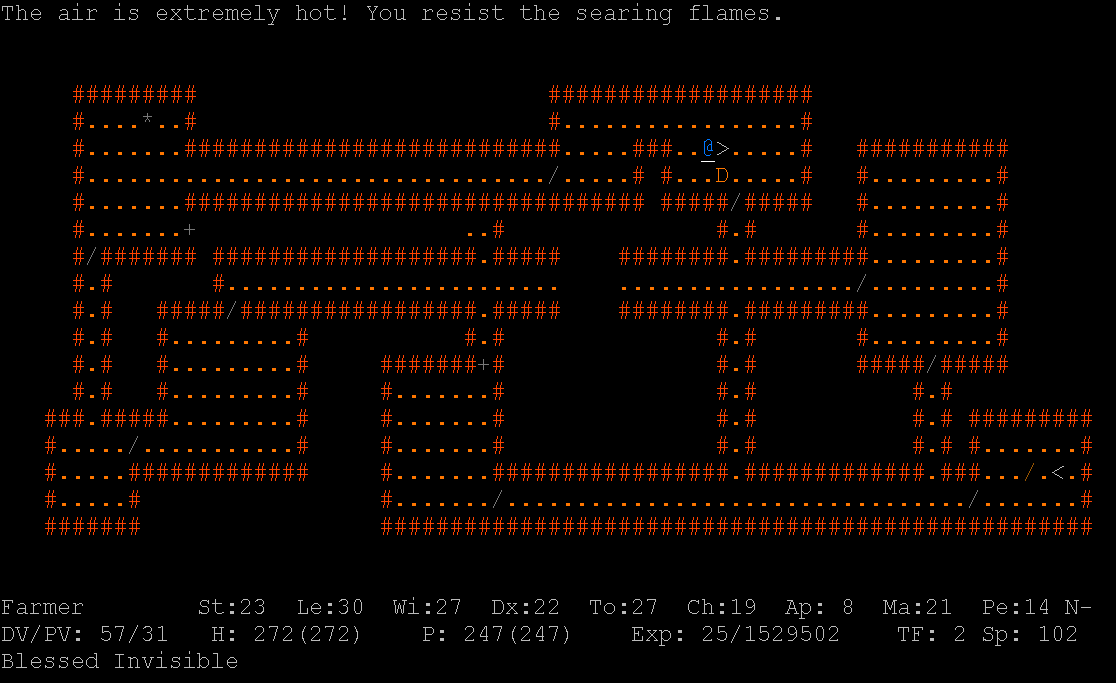 The air is extremely hot! You resist the searing flames.
Farmer St:23 Le:30 Wi:27 Dx:22 To:27 Ch:19 Ap: 8 Ma:21 Pe:14 N-
DV/PV: 57/31 H: 272(272) P: 247(247) Exp: 25/1529502 TF: 2 Sp: 102
Blessed Invisible